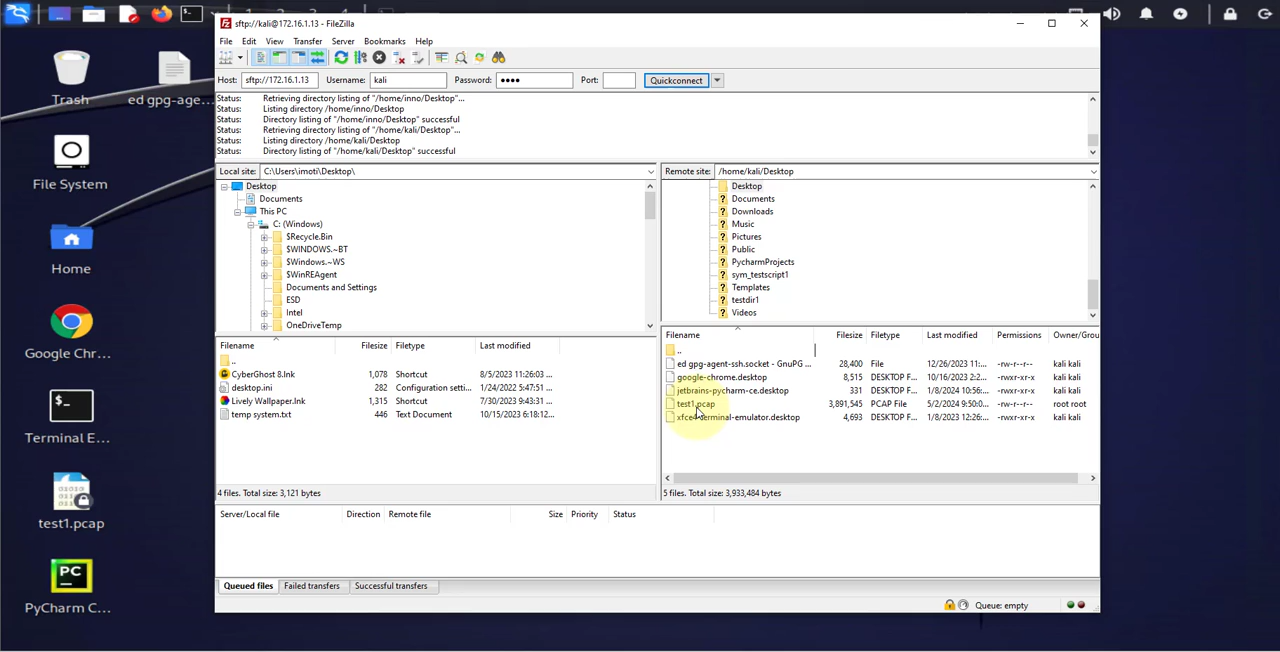 1 2 3 4
sftp://kali@172.16.1.13 - FileZilla
File Edit View Transfer Server Bookmarks Help
Host: sftp://172.16.1.13 Username: kali Password: •••• Port: Quickconnect
Status: Retrieving directory listing of "/home/inno/Desktop"...
Status: Listing directory /home/inno/Desktop
Status: Directory listing of "/home/inno/Desktop" successful
Status: Retrieving directory listing of "/home/kali/Desktop"...
Status: Listing directory /home/kali/Desktop
Status: Directory listing of "/home/kali/Desktop" successful
Local site: C:\Users\imoti\Desktop\
Desktop
Documents
This PC
C: (Windows)
$Recycle.Bin
$WINDOWS.~BT
$Windows.~WS
$WinREAgent
Documents and Settings
ESD
Intel
OneDriveTemp
Filename Filesize Filetype Last modified
..
CyberGhost 8.lnk 1,078 Shortcut 8/5/2023 11:26:03 ...
desktop.ini 282 Configuration setti... 1/24/2022 5:47:51 ...
Lively Wallpaper.lnk 1,315 Shortcut 7/30/2023 9:43:31 ...
temp system.txt 446 Text Document 10/15/2023 6:18:12...
4 files. Total size: 3,121 bytes
Remote site: /home/kali/Desktop
Desktop
Documents
Downloads
Music
Pictures
Public
PycharmProjects
sym_testscript1
Templates
testdir1
Videos
Filename Filesize Filetype Last modified Permissions Owner/Group
..
ed gpg-agent-ssh.socket - GnuPG ... 28,400 File 12/26/2023 11:... -rw-r--r-- kali kali
google-chrome.desktop 8,515 DESKTOP F... 10/16/2023 2:2... -rwxr-xr-x kali kali
jetbrains-pycharm-ce.desktop 331 DESKTOP F... 1/8/2024 10:56:... -rwxr-xr-x kali kali
test1.pcap 3,891,545 PCAP File 5/2/2024 9:50:0... -rw-r--r-- root root
xfce4-terminal-emulator.desktop 4,693 DESKTOP F... 1/8/2023 12:26:... -rwxr-xr-x kali kali
5 files. Total size: 3,933,484 bytes
Server/Local file Direction Remote file Size Priority Status
Queued files Failed transfers Successful transfers
Queue: empty
Trash
ed gpg-age...
File System
Home
Google Chr...
$_
Terminal E...
test1.pcap
PC
PyCharm C...